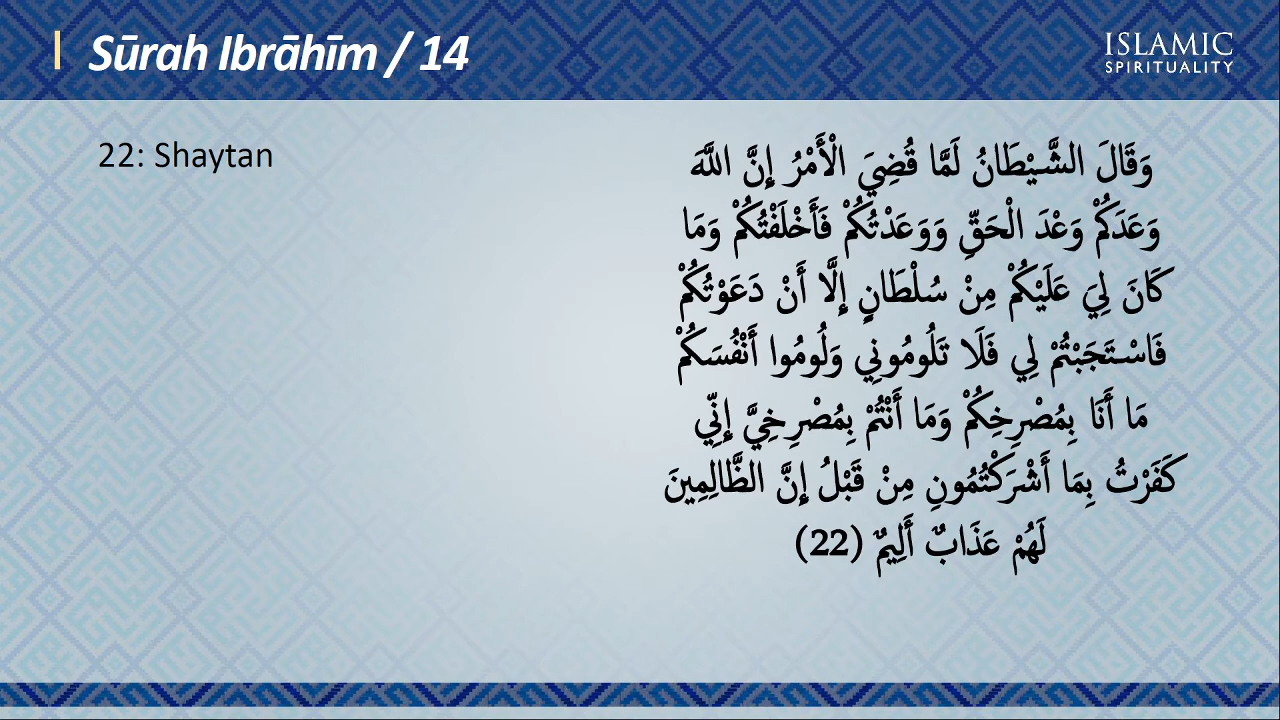 Sūrah Ibrāhīm / 14
ISLAMIC
SPIRITUALITY
22: Shaytan
وَقَالَ الشَّيْطَانُ لَمَّا قُضِيَ الْأَمْرُ إِنَّ اللَّهَ
وَعَدَكُمْ وَعْدَ الْحَقِّ وَوَعَدْتُكُمْ فَأَخْلَفْتُكُمْ وَمَا
كَانَ لِيَ عَلَيْكُمْ مِنْ سُلْطَانٍ إِلَّا أَنْ دَعَوْتُكُمْ
فَاسْتَجَبْتُمْ لِي فَلَا تَلُومُونِي وَلُومُوا أَنْفُسَكُمْ
مَا أَنَا بِمُصْرِخِكُمْ وَمَا أَنْتُمْ بِمُصْرِخِيَّ إِنِّي
كَفَرْتُ بِمَا أَشْرَكْتُمُونِ مِنْ قَبْلُ إِنَّ الظَّالِمِينَ
لَهُمْ عَذَابٌ أَلِيمٌ (22)